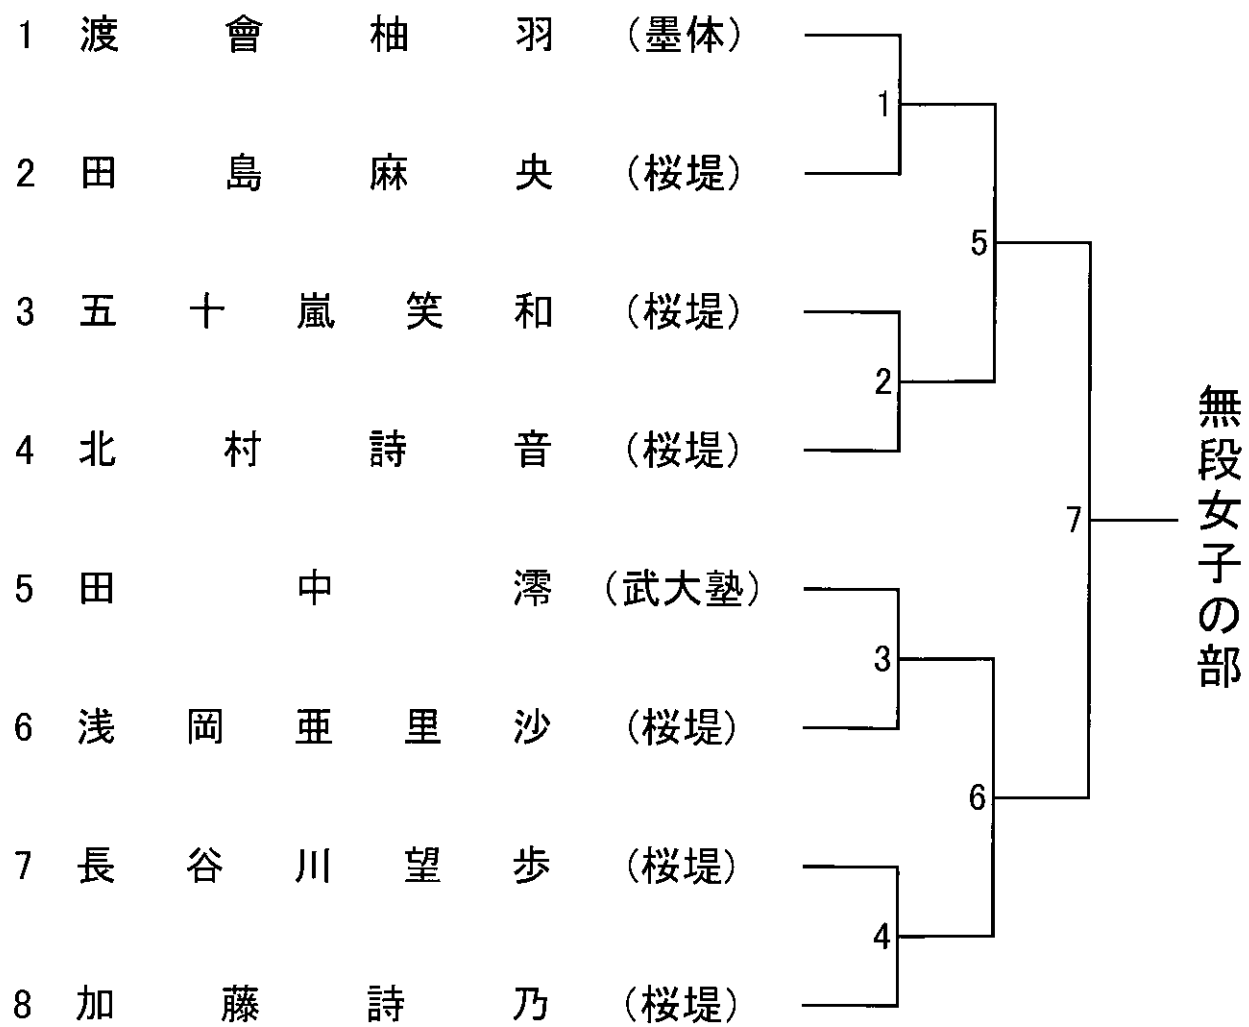 1 渡會柚羽 (墨体)
1
2 田島麻央 (桜堤)
5
3 五十嵐笑和 (桜堤)
2
4 北村詩音 (桜堤)
7
無段女子の部
5 田中澪 (武大塾)
3
6 浅岡亜里沙 (桜堤)
6
7 長谷川望歩 (桜堤)
4
8 加藤詩乃 (桜堤)